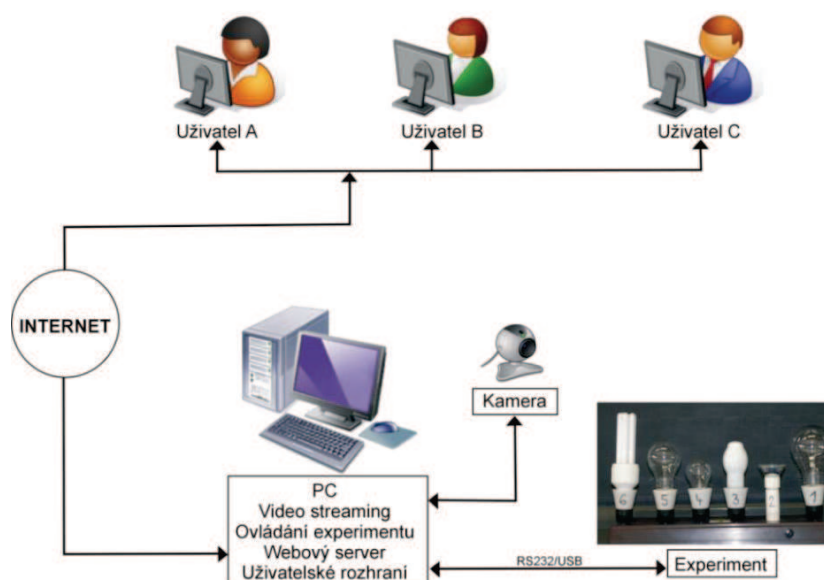 Uživatel A
Uživatel B
Uživatel C
INTERNET
Kamera
PC
Video streaming
Ovládání experimentu
Webový server
Uživatelské rozhraní
RS232/USB
6
5
4
3
2
1
Experiment